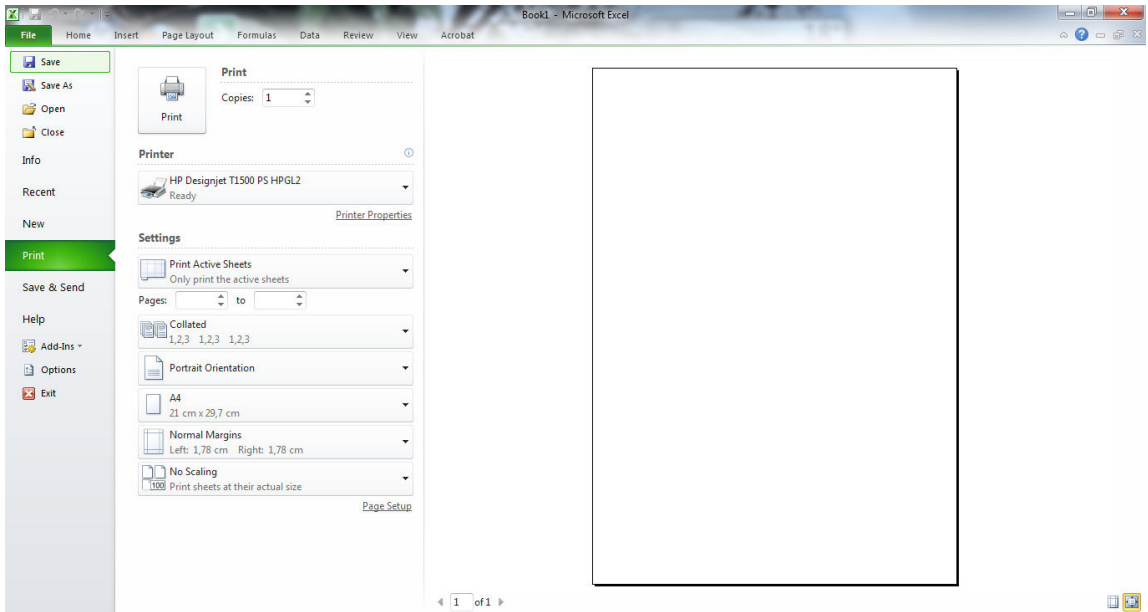 Book1 - Microsoft Excel
File Home Insert Page Layout Formulas Data Review View Acrobat
Save
Save As
Open
Close
Info
Recent
New
Print
Save & Send
Help
Add-Ins
Options
Exit
Print
Print
Copies: 1
Printer
HP Designjet T1500 PS HPGL2
Ready
Printer Properties
Settings
Print Active Sheets
Only print the active sheets
Pages: to
Collated
1,2,3 1,2,3 1,2,3
Portrait Orientation
A4
21 cm x 29,7 cm
Normal Margins
Left: 1,78 cm Right: 1,78 cm
No Scaling
100 Print sheets at their actual size
Page Setup
1 of 1